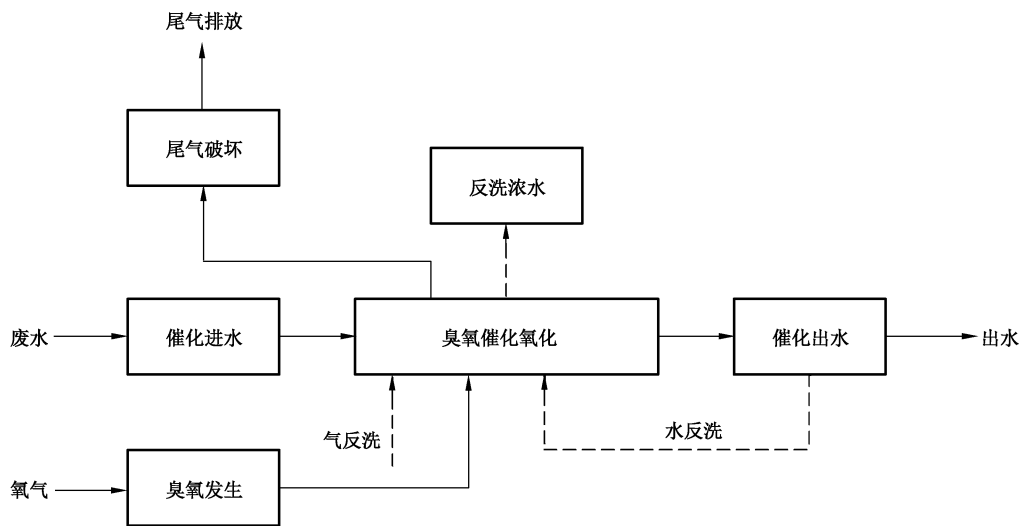 尾气排放
尾气破坏
反洗浓水
废水
催化进水
臭氧催化氧化
催化出水
出水
气反洗
水反洗
氧气
臭氧发生